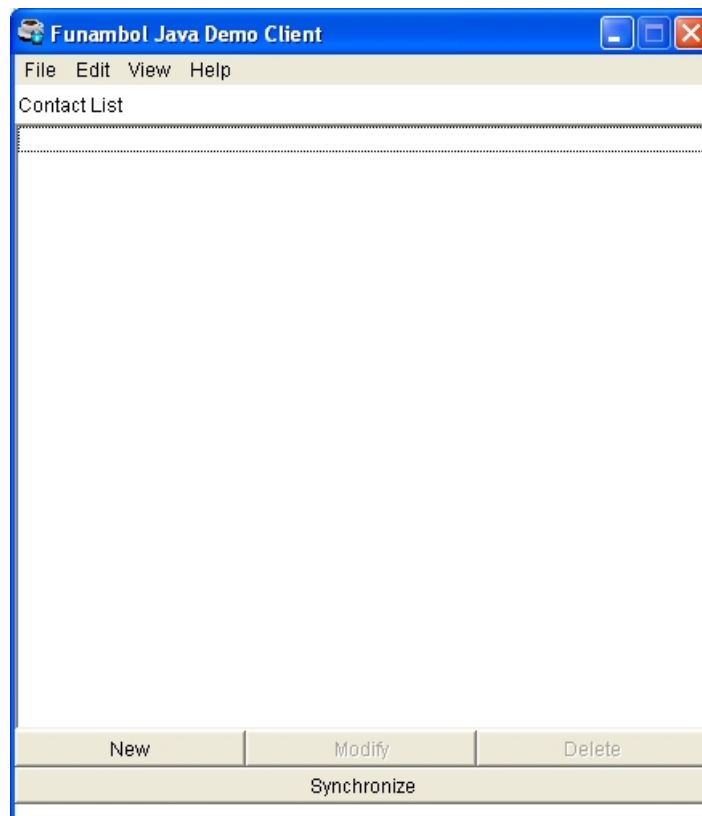 Funambol Java Demo Client
File Edit View Help
Contact List
New Modify Delete
Synchronize